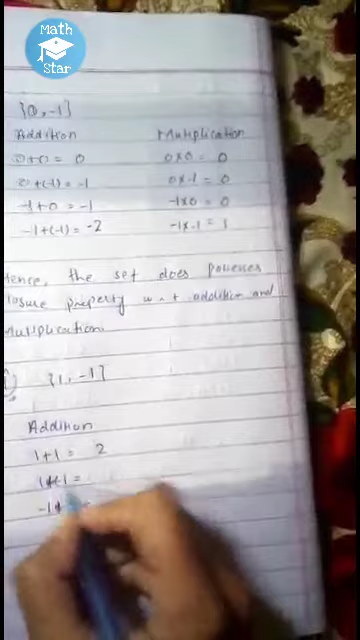 Math
Star
{0, -1}
Addition Multiplication
0+0 = 0 0x0 = 0
0+(-1) = -1 0x-1 = 0
-1+0 = -1 -1x0 = 0
-1+(-1) = -2 -1x-1 = 1
Hence, the set does
closure property w.r.t addition and
Multiplication.
{1, -1}
Addition
1+1 = 2
-1+